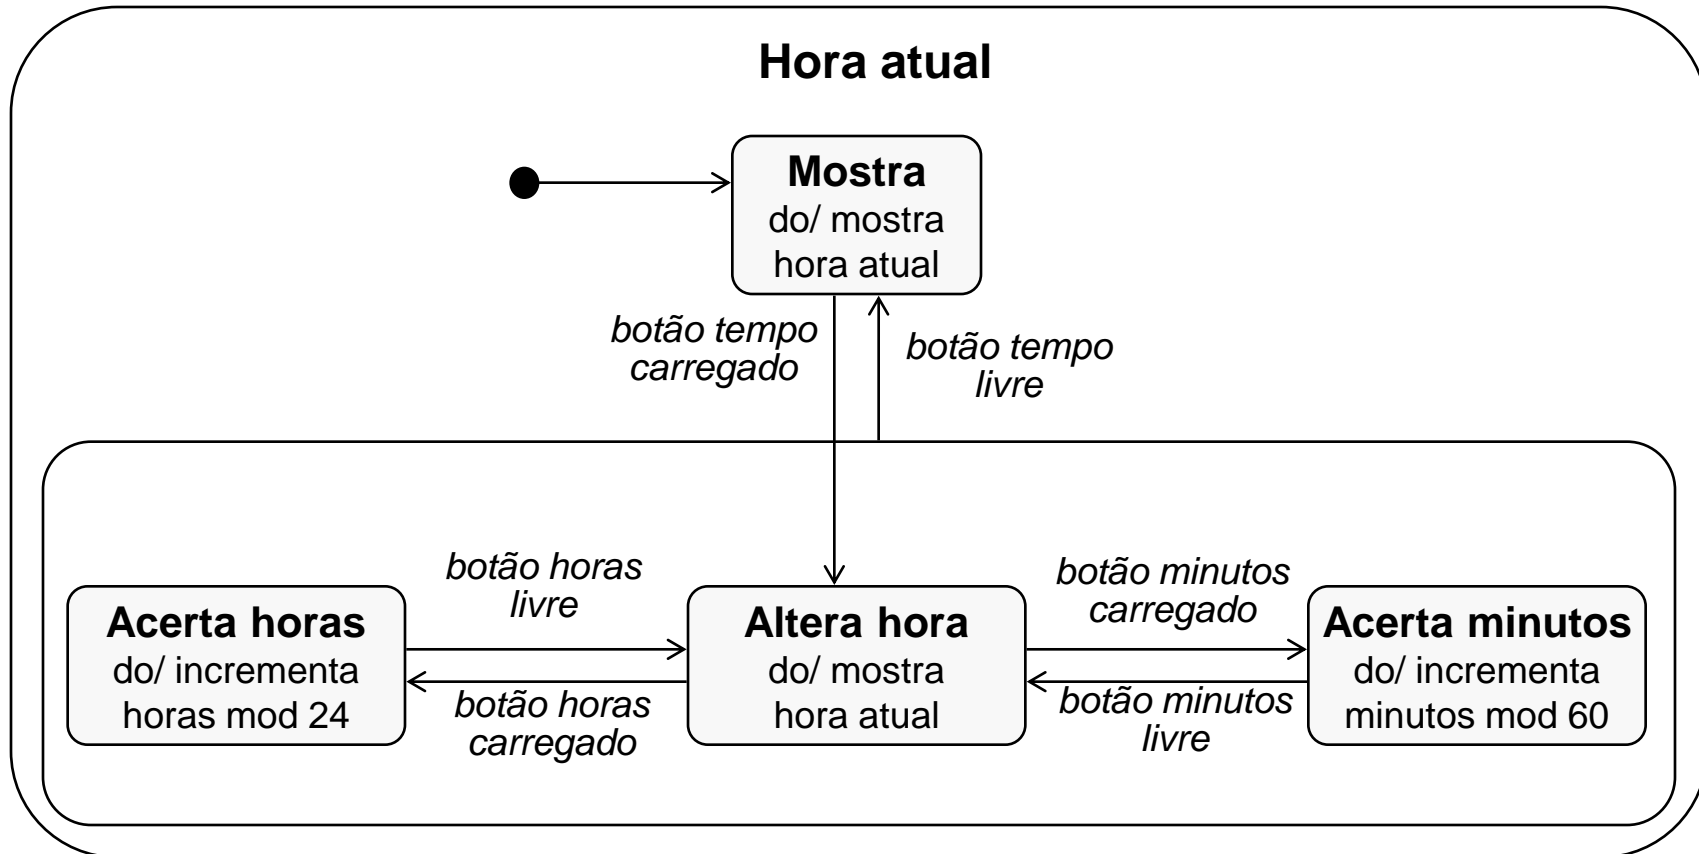 Hora atual
Mostra
do/ mostra
hora atual
botão tempo
carregado
botão tempo
livre
botão horas
livre
botão minutos
carregado
Acerta horas
do/ incrementa
horas mod 24
Altera hora
do/ mostra
hora atual
Acerta minutos
do/ incrementa
minutos mod 60
botão horas
carregado
botão minutos
livre